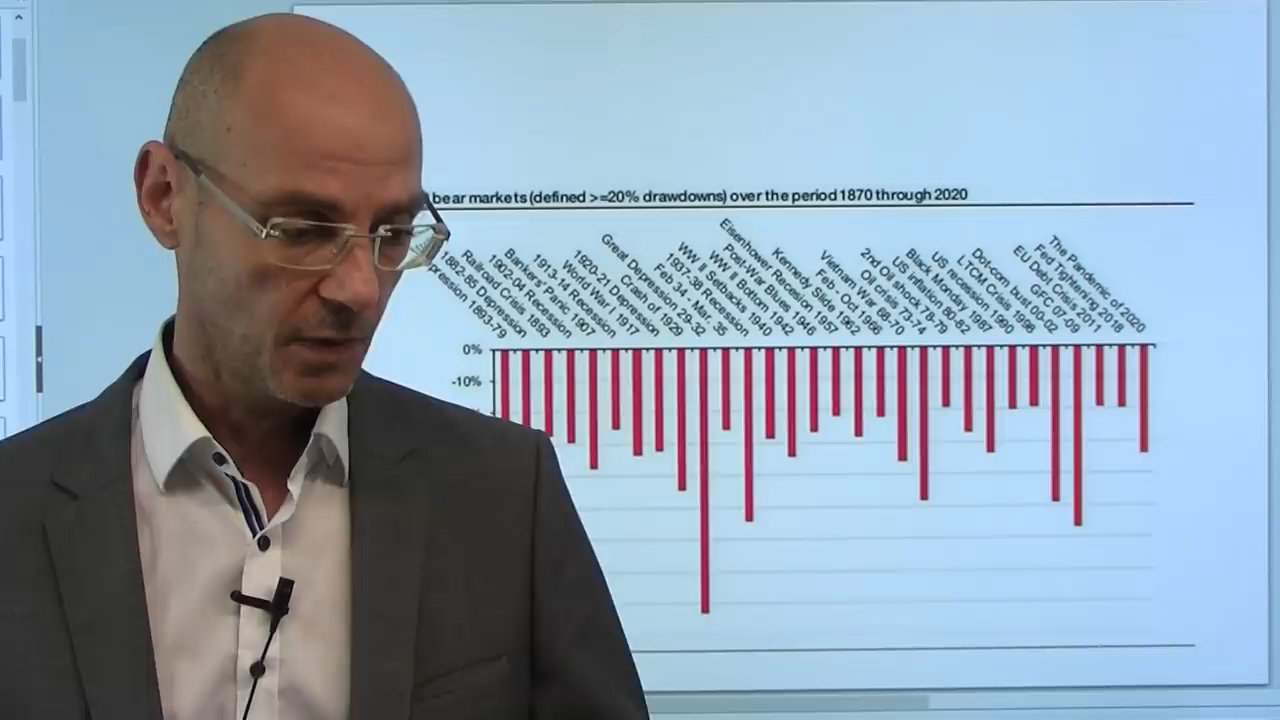 bear markets (defined >=20% drawdowns) over the period 1870 through 2020
pression 1893-79
1882-85 Depression
Railroad Crisis 1893
1902-04 Recession
Bankers' Panic 1907
1913-14 Recession
World War I 1917
1920-21 Depression
Crash of 1929
Great Depression 29-32
Feb 34 - Mar 35
1937-38 Recession
WW II Setbacks 1940
WW II Bottom 1942
Post-War Blues 1946
Eisenhower Recesion 1957
Kennedy Slide 1962
Feb - Oct 1966
Vietnam War 68-70
Oil crisis 73-74
2nd Oil shock 78-79
US inflation 80-82
Black Monday 1987
US recession 1990
Crisis 1998
Dot-com bust 00-02
GFC 07-09
EU Debt Crisis 2011
Fed Tightening 2018
The Pandemic of 2020
0%
-10%